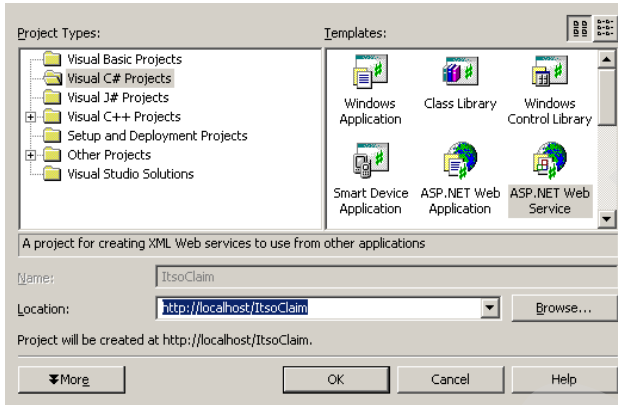 Project Types:
Templates:
Visual Basic Projects
Visual C# Projects
Visual J# Projects
Visual C++ Projects
Setup and Deployment Projects
Other Projects
Visual Studio Solutions
Windows
Application
Class Library
Windows
Control Library
Smart Device
Application
ASP.NET Web
Application
ASP.NET Web
Service
A project for creating XML Web services to use from other applications
Name:
ItsoClaim
Location:
http://localhost/ItsoClaim
Browse...
Project will be created at http://localhost/ItsoClaim.
More
OK
Cancel
Help